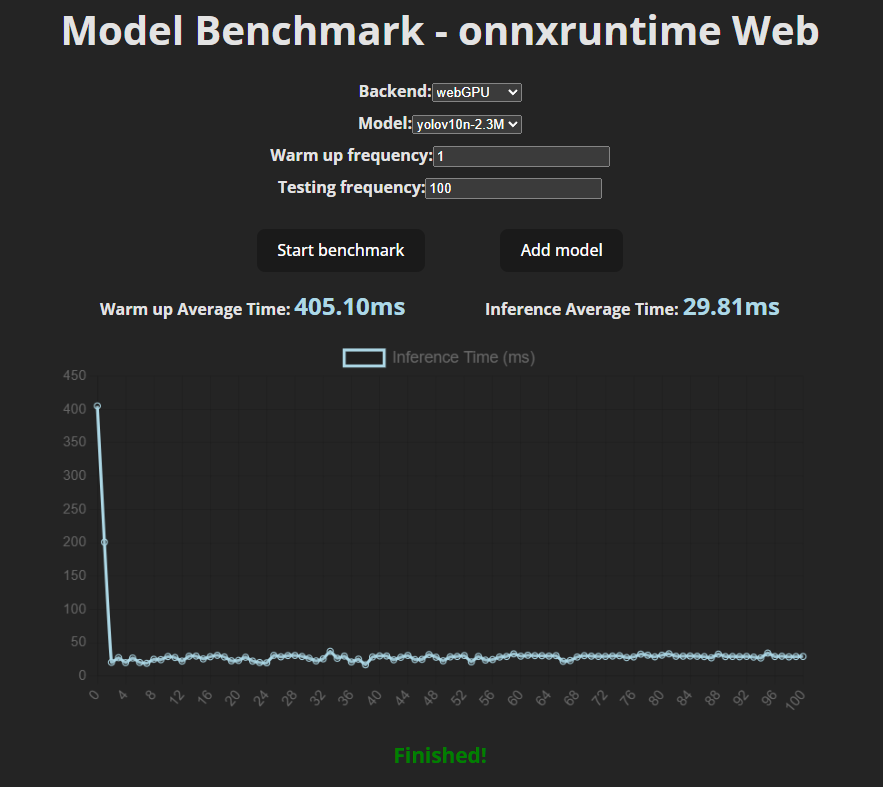 Model Benchmark - onnxruntime Web
Backend: webGPU
Model: yolov10n-2.3M
Warm up frequency: 1
Testing frequency: 100
Start benchmark Add model
Warm up Average Time: 405.10ms Inference Average Time: 29.81ms
Inference Time (ms)
450
400
350
300
250
200
150
100
50
0
0 4 8 12 16 20 24 28 32 36 40 44 48 52 56 60 64 68 72 76 80 84 88 92 96 100
Finished!